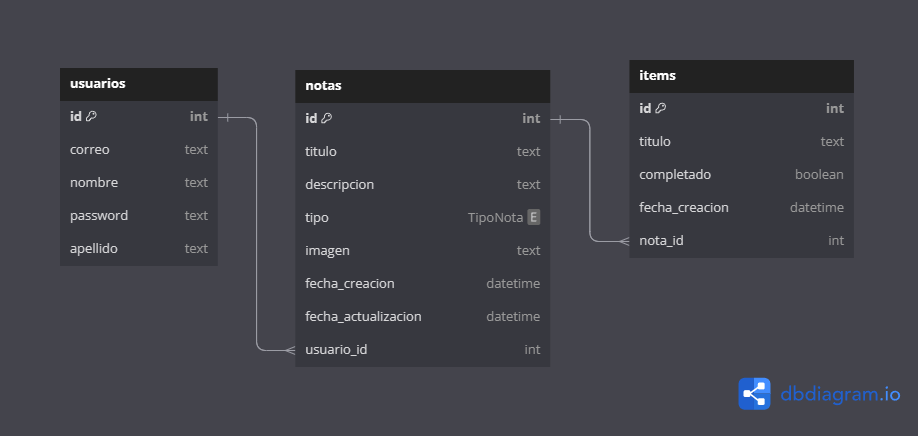 usuarios
id int
correo text
nombre text
password text
apellido text
notas
id int
titulo text
descripcion text
tipo TipoNota E
imagen text
fecha_creacion datetime
fecha_actualizacion datetime
usuario_id int
items
id int
titulo text
completado boolean
fecha_creacion datetime
nota_id int
dbdiagram.io